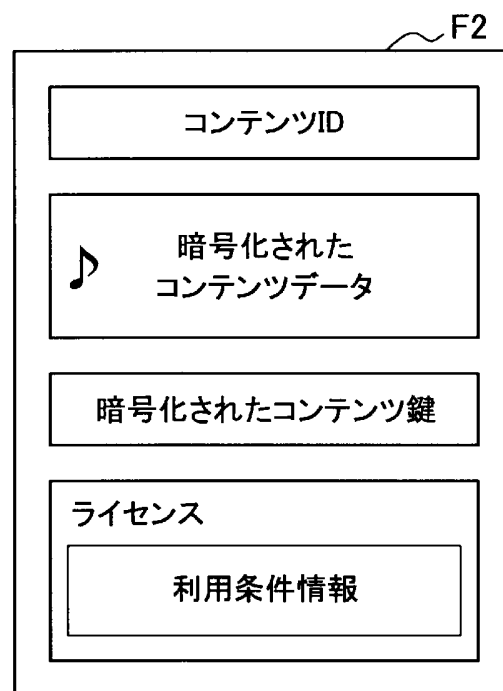 F2
コンテンツID
暗号化された
コンテンツデータ
暗号化されたコンテンツ鍵
ライセンス
利用条件情報